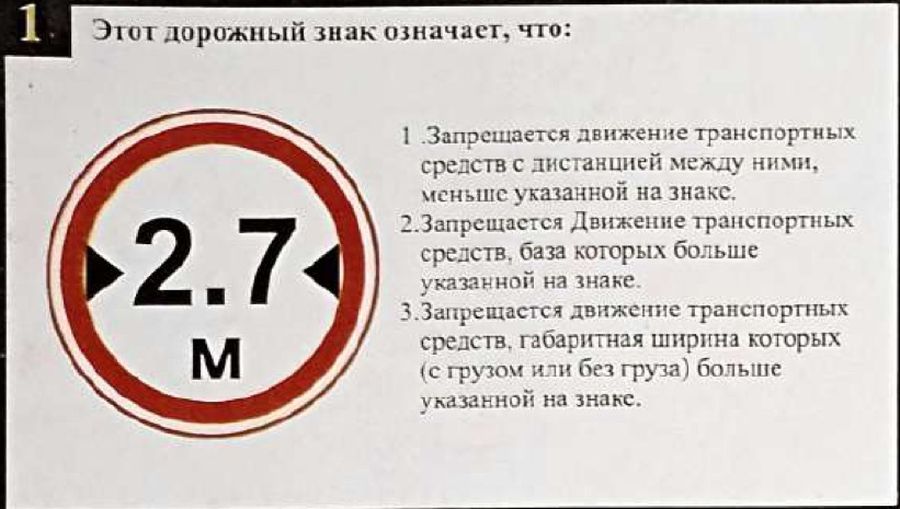 1
Этот дорожный знак означает, что:
2.7
м
1 .Запрещается движение транспортных
средств с дистанцией между ними,
меньше указанной на знаке.
2.Запрещается Движение транспортных
средств, база которых больше
указанной на знаке.
3.Запрещается движение транспортных
средств, габаритная ширина которых
(с грузом или без груза) больше
указанной на знаке.